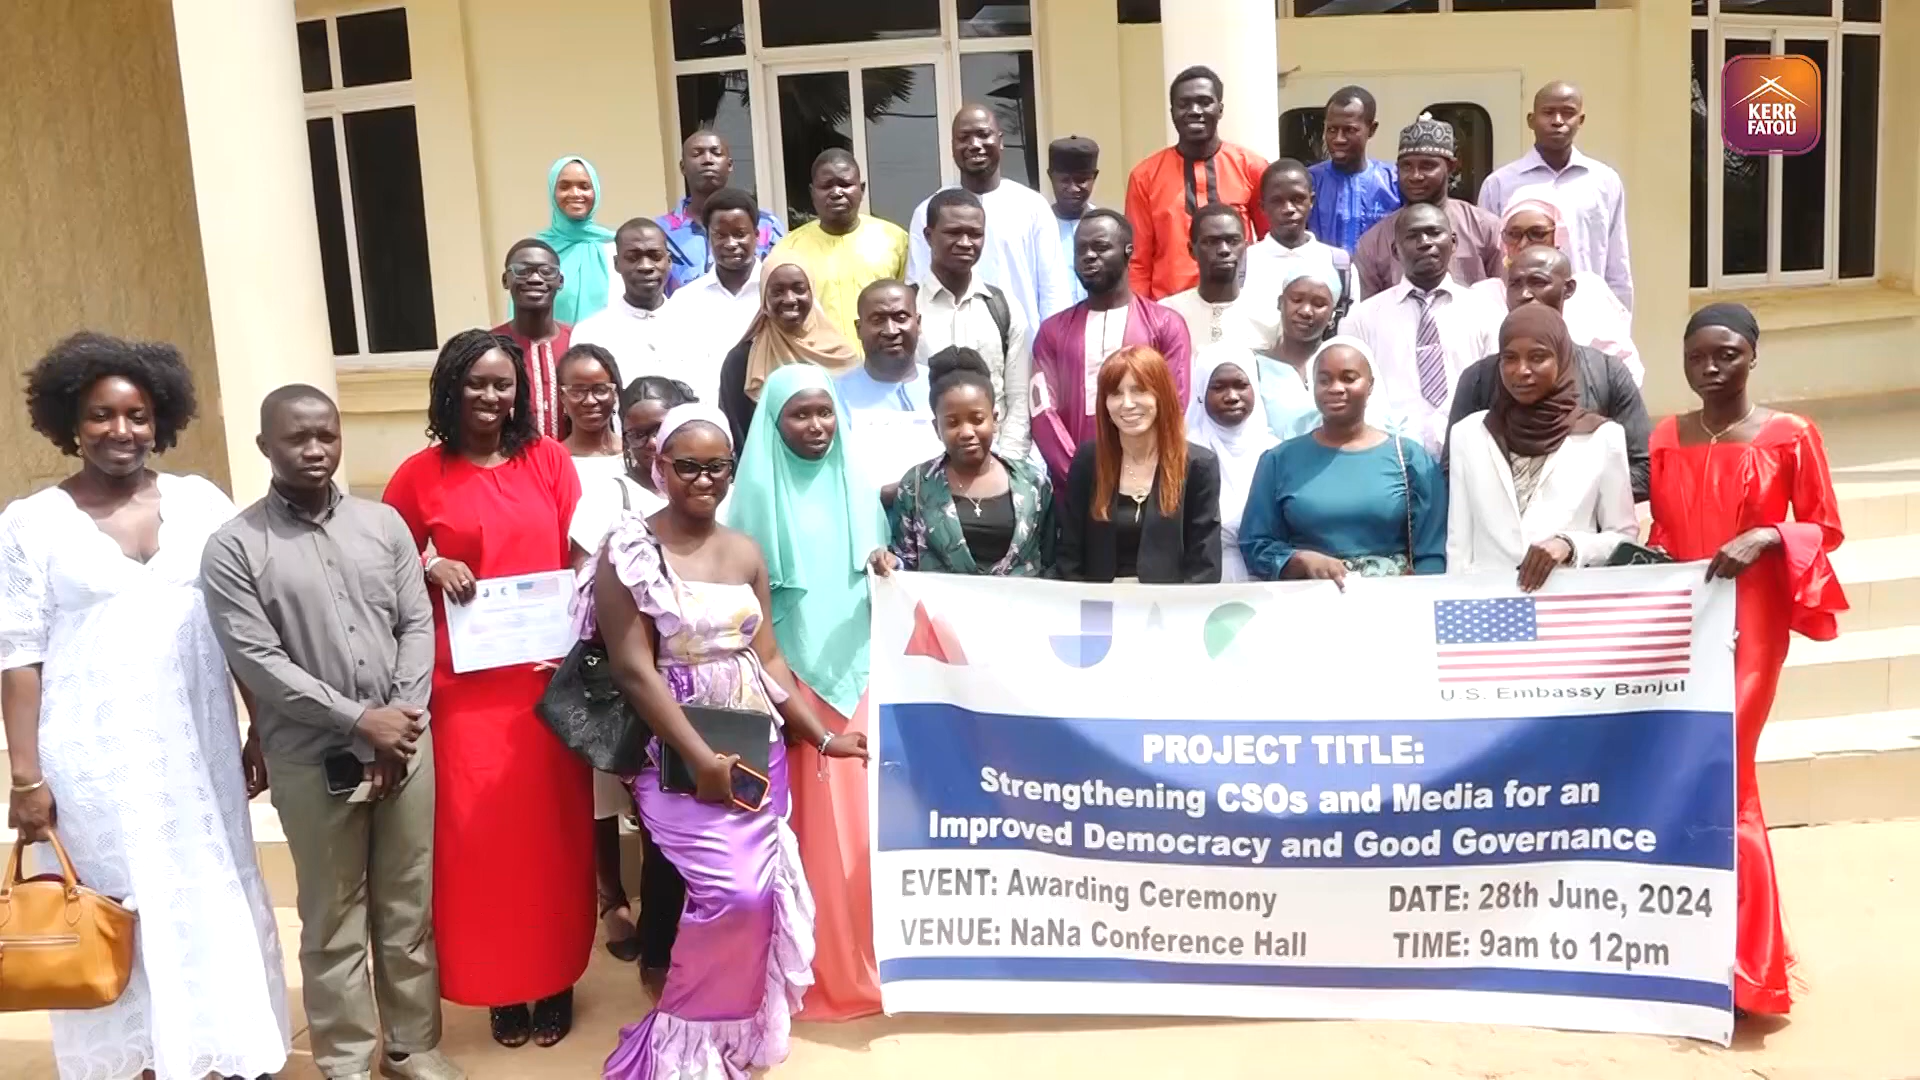 KERR
FATOU
U.S. Embassy Banjul
PROJECT TITLE:
Strengthening CSOs and Media for an
Improved Democracy and Good Governance
EVENT: Awarding Ceremony
DATE: 28th June, 2024
VENUE: NaNa Conference Hall
TIME: 9am to 12pm